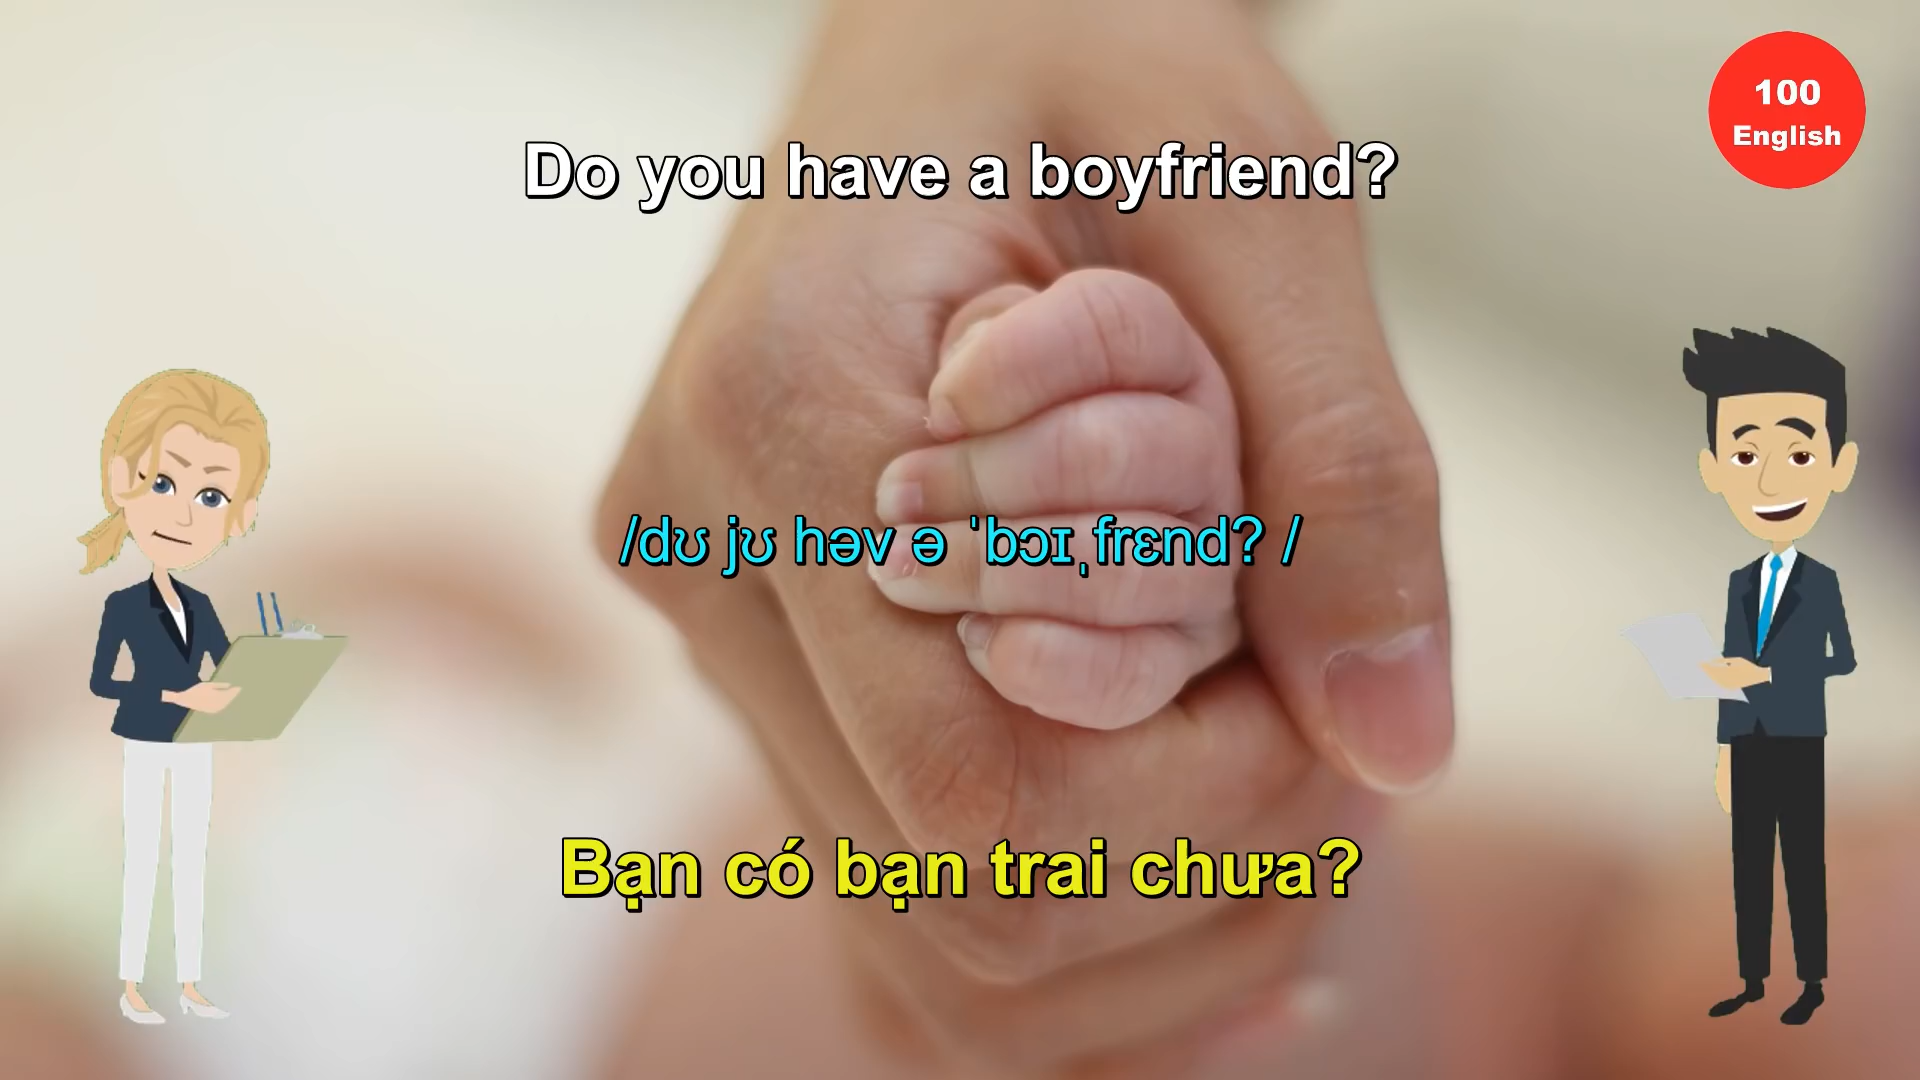 100
English
Do you have a boyfriend?
/dʊ jʊ həv ə ˈbɔɪˌfrɛnd? /
Bạn có bạn trai chưa?